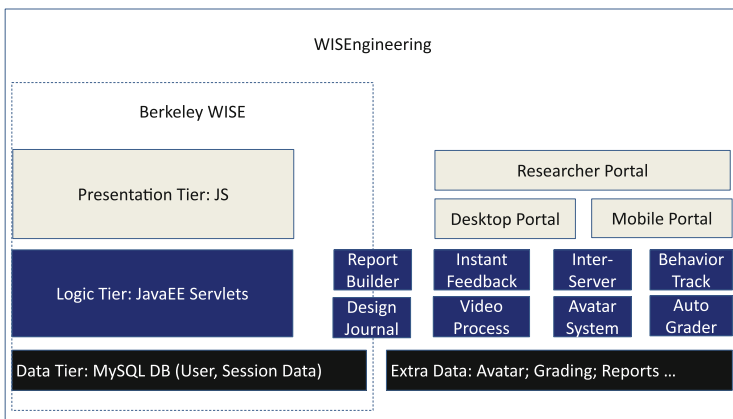 WISEngineering
Berkeley WISE
Presentation Tier: JS
Researcher Portal
Desktop Portal
Mobile Portal
Logic Tier: JavaEE Servlets
Report
Builder
Instant
Feedback
Inter-
Server
Behavior
Track
Design
Journal
Video
Process
Avatar
System
Auto
Grader
Data Tier: MySQL DB (User, Session Data)
Extra Data: Avatar; Grading; Reports ...